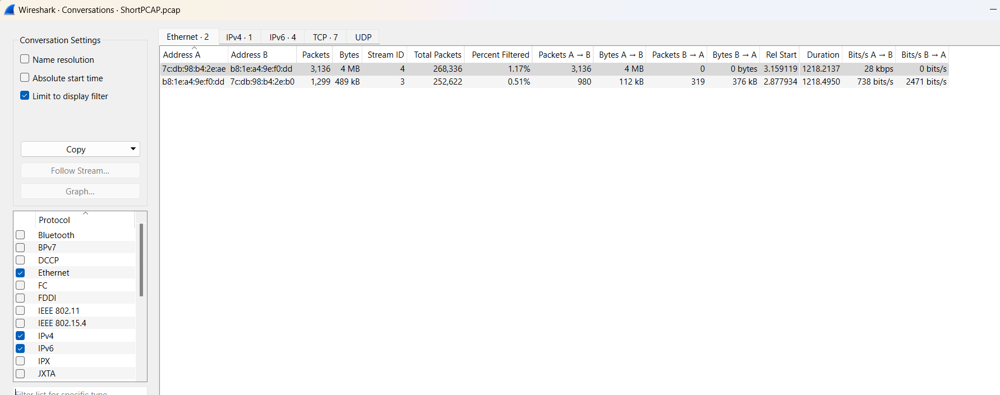 Wireshark · Conversations · ShortPCAP.pcap
Conversation Settings
Name resolution
Absolute start time
Limit to display filter
Copy
Follow Stream...
Graph...
Protocol
Bluetooth
BPv7
DCCP
Ethernet
FC
FDDI
IEEE 802.11
IEEE 802.15.4
IPv4
IPv6
IPX
JXTA
Filter list for specific type
Ethernet · 2 IPv4 · 1 IPv6 · 4 TCP · 7 UDP
Address A Address B Packets Bytes Stream ID Total Packets Percent Filtered Packets A → B Bytes A → B Packets B → A Bytes B → A Rel Start Duration Bits/s A → B Bits/s B → A
7c:db:98:b4:2e:ae b8:1e:a4:9e:f0:dd 3,136 4 MB 4 268,336 1.17% 3,136 4 MB 0 0 bytes 3.159119 1218.2137 28 kbps 0 bits/s
b8:1e:a4:9e:f0:dd 7c:db:98:b4:2e:b0 1,299 489 kB 3 252,622 0.51% 980 112 kB 319 376 kB 2.877934 1218.4950 738 bits/s 2471 bits/s